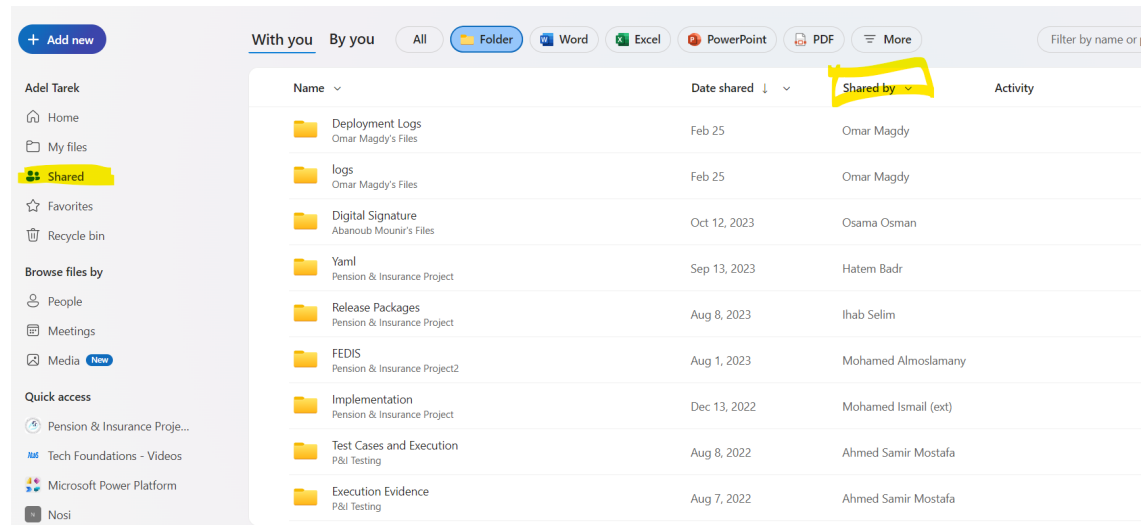 + Add new
With you By you All Folder Word Excel PowerPoint PDF More Filter by name or
Adel Tarek
Home
My files
Shared
Favorites
Recycle bin
Browse files by
People
Meetings
Media New
Quick access
Pension & Insurance Proje...
Tech Foundations - Videos
Microsoft Power Platform
Nosi
Name Date shared ↓ Shared by Activity
Deployment Logs
Omar Magdy's Files
Feb 25 Omar Magdy
logs
Omar Magdy's Files
Feb 25 Omar Magdy
Digital Signature
Abanoub Mounir's Files
Oct 12, 2023 Osama Osman
Yaml
Pension & Insurance Project
Sep 13, 2023 Hatem Badr
Release Packages
Pension & Insurance Project
Aug 8, 2023 Ihab Selim
FEDIS
Pension & Insurance Project2
Aug 1, 2023 Mohamed Almoslamany
Implementation
Pension & Insurance Project
Dec 13, 2022 Mohamed Ismail (ext)
Test Cases and Execution
P&I Testing
Aug 8, 2022 Ahmed Samir Mostafa
Execution Evidence
P&I Testing
Aug 7, 2022 Ahmed Samir Mostafa